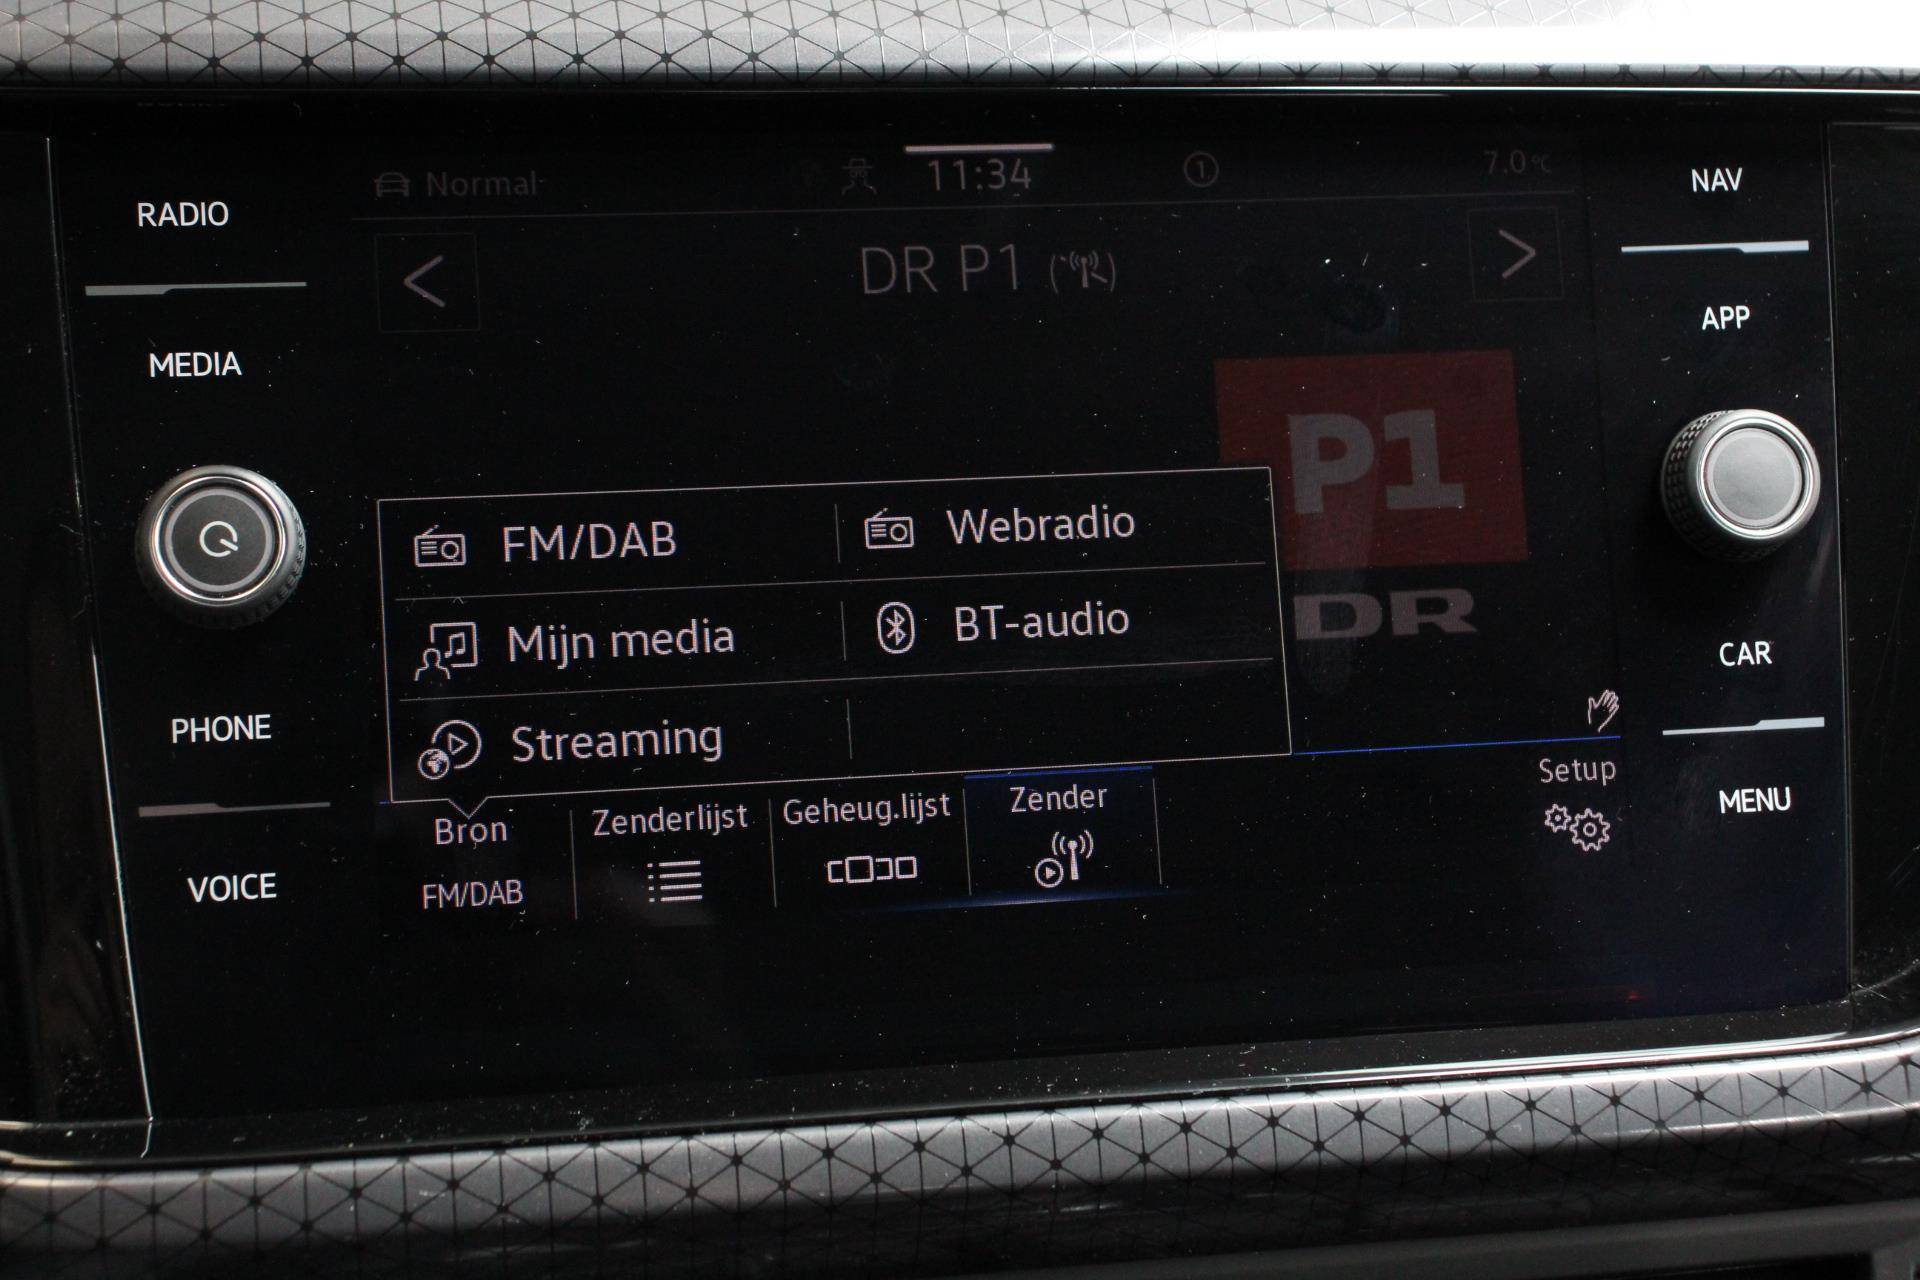 Normal
11:34
1
7.0 °C
RADIO
MEDIA
PHONE
VOICE
DR P1
P1
DR
FM/DAB
Webradio
Mijn media
BT-audio
Streaming
Bron
FM/DAB
Zenderlijst
Geheug.lijst
Zender
Setup
NAV
APP
CAR
MENU